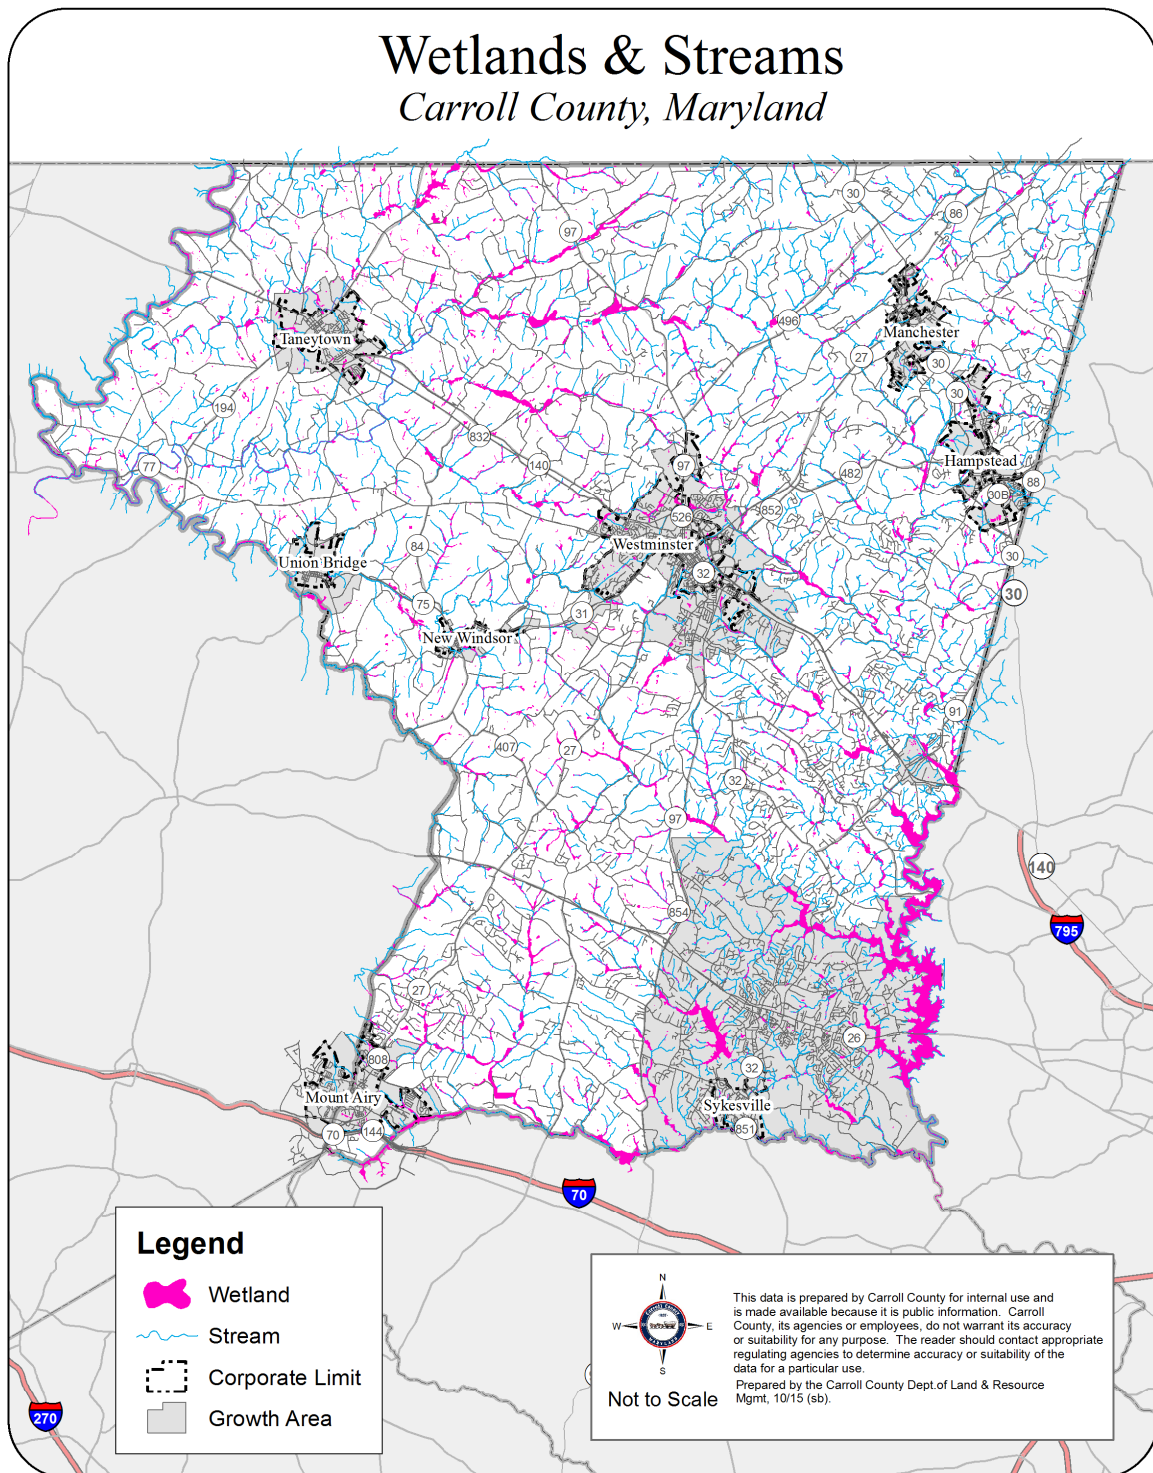 Wetlands & Streams
Carroll County, Maryland
30
86
97
Taneytown
496
Manchester
27
30
30
194
832
77
140
97
482
Hampstead
88
30B
852
526
Westminster
84
30
Union Bridge
32
30
75
31
New Windsor
91
407
27
32
97
140
854
795
27
26
808
32
Mount Airy
Sykesville
70
144
851
70
Legend
Wetland
Stream
Corporate Limit
Growth Area
270
N
W
E
S
Not to Scale
This data is prepared by Carroll County for internal use and
is made available because it is public information. Carroll
County, its agencies or employees, do not warrant its accuracy
or suitability for any purpose. The reader should contact appropriate
regulating agencies to determine accuracy or suitability of the
data for a particular use.
Prepared by the Carroll County Dept.of Land & Resource
Mgmt, 10/15 (sb).